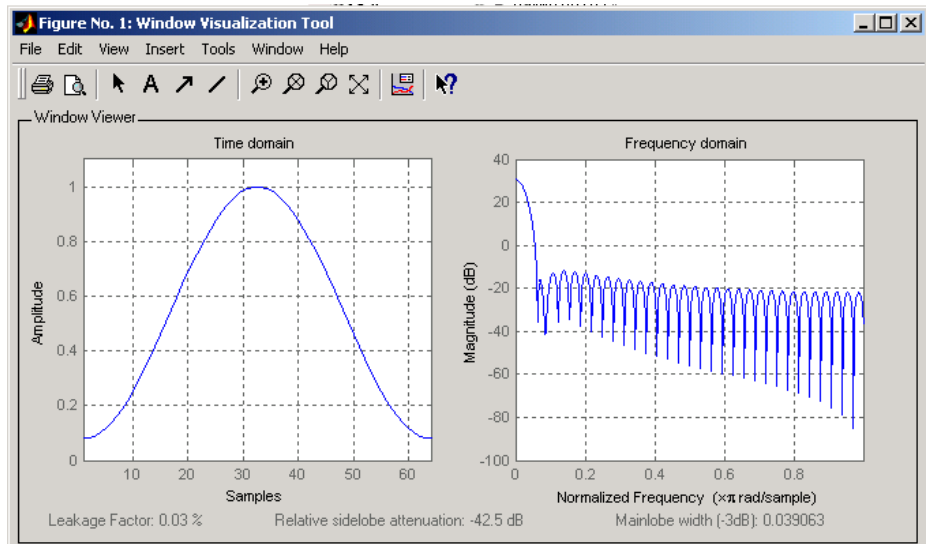 Figure No. 1: Window Visualization Tool
File Edit View Insert Tools Window Help
A
?
Window Viewer
Time domain
1
0.8
0.6
0.4
0.2
0
Amplitude
10 20 30 40 50 60
Samples
Frequency domain
40
20
0
-20
-40
-60
-80
-100
Magnitude (dB)
0 0.2 0.4 0.6 0.8
Normalized Frequency (×π rad/sample)
Leakage Factor: 0.03 % Relative sidelobe attenuation: -42.5 dB Mainlobe width (-3dB): 0.039063